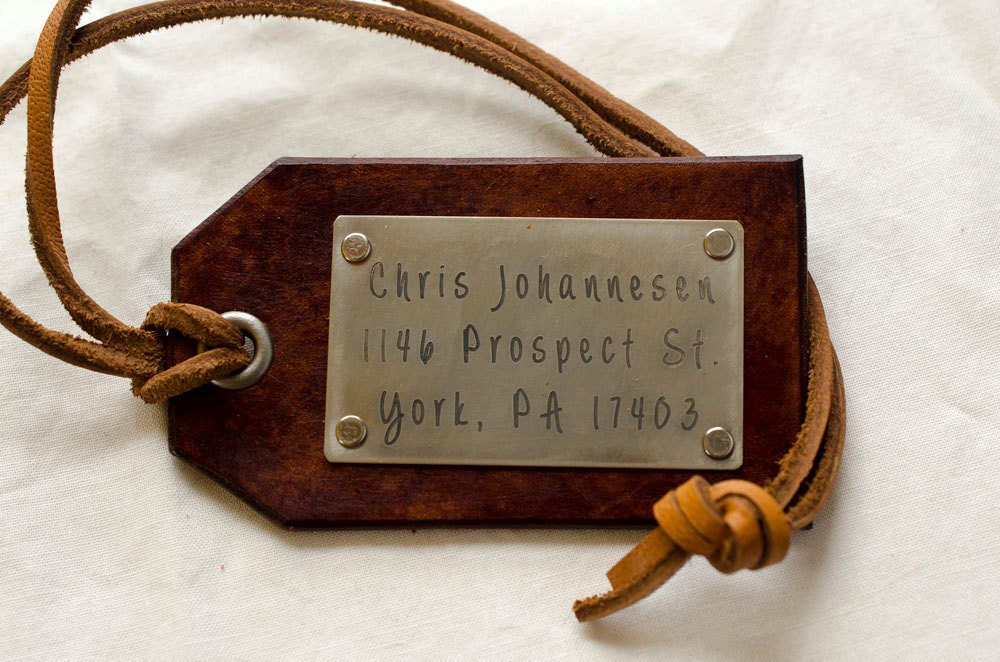 Chris Johannesen
1146 Prospect St.
York, PA 17403